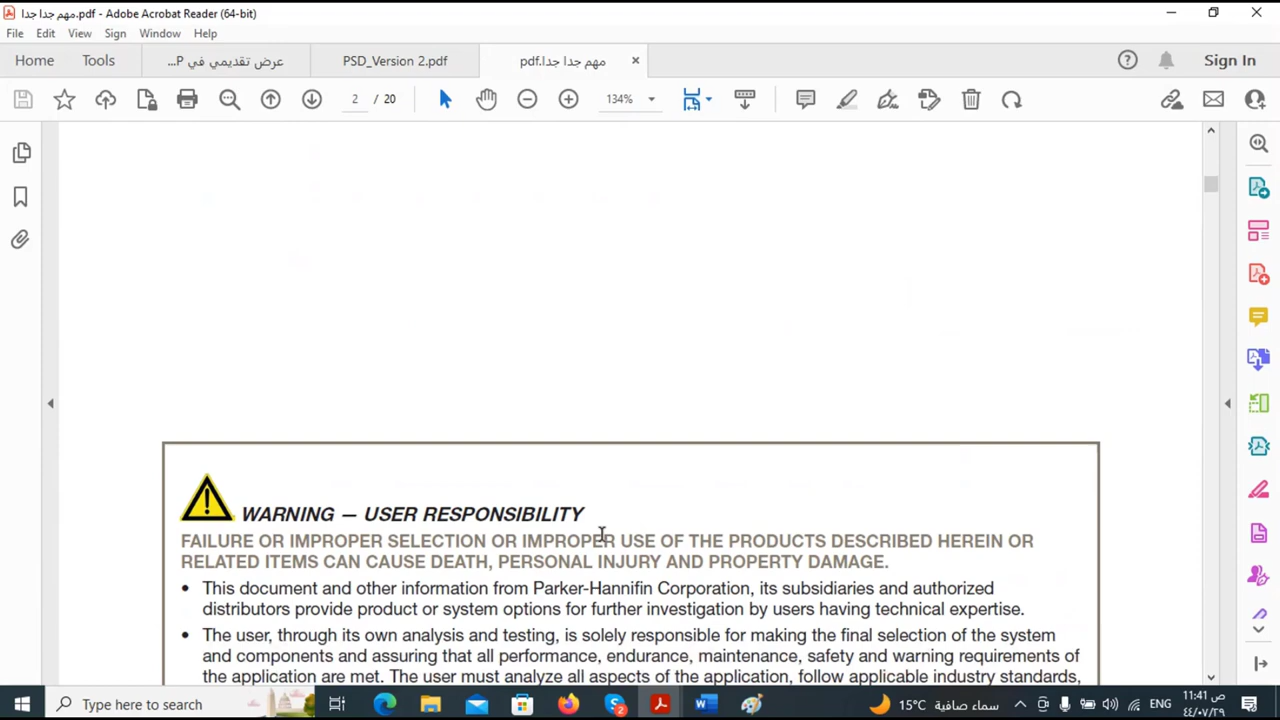 مهم جدا جدا.pdf - Adobe Acrobat Reader (64-bit)
File Edit View Sign Window Help
Home Tools عرض تقديمي في P... PSD_Version 2.pdf مهم جدا جدا.pdf Sign In
2 / 20 134%
WARNING — USER RESPONSIBILITY
FAILURE OR IMPROPER SELECTION OR IMPROPER USE OF THE PRODUCTS DESCRIBED HEREIN OR
RELATED ITEMS CAN CAUSE DEATH, PERSONAL INJURY AND PROPERTY DAMAGE.
• This document and other information from Parker-Hannifin Corporation, its subsidiaries and authorized
distributors provide product or system options for further investigation by users having technical expertise.
• The user, through its own analysis and testing, is solely responsible for making the final selection of the system
and components and assuring that all performance, endurance, maintenance, safety and warning requirements of
the application are met. The user must analyze all aspects of the application, follow applicable industry standards,
Type here to search 15°C سماء صافية ENG 11:41 ص
٤٤/٠٧/٢٩